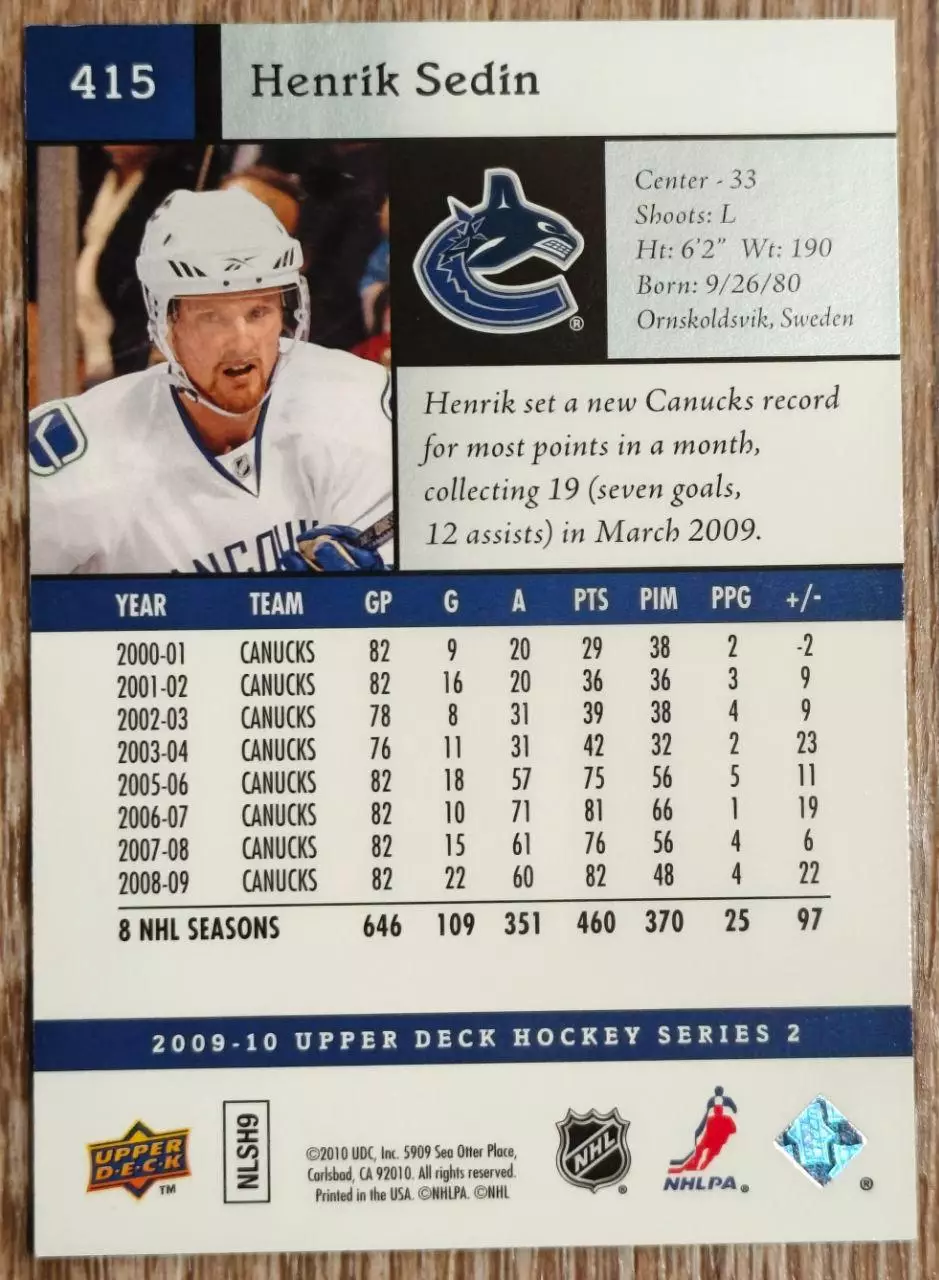 415 Henrik Sedin
Center - 33
Shoots: L
Ht: 6'2" Wt: 190
Born: 9/26/80
Ornskoldsvik, Sweden
®
Henrik set a new Canucks record
for most points in a month,
collecting 19 (seven goals,
12 assists) in March 2009.
YEAR TEAM GP G A PTS PIM PPG +/-
2000-01 CANUCKS 82 9 20 29 38 2 -2
2001-02 CANUCKS 82 16 20 36 36 3 9
2002-03 CANUCKS 78 8 31 39 38 4 9
2003-04 CANUCKS 76 11 31 42 32 2 23
2005-06 CANUCKS 82 18 57 75 56 5 11
2006-07 CANUCKS 82 10 71 81 66 1 19
2007-08 CANUCKS 82 15 61 76 56 4 6
2008-09 CANUCKS 82 22 60 82 48 4 22
8 NHL SEASONS 646 109 351 460 370 25 97
2009-10 UPPER DECK HOCKEY SERIES 2
UPPER
D·E·C·K
TM
NLSH9
©2010 UDC, Inc. 5909 Sea Otter Place,
Carlsbad, CA 92010. All rights reserved.
Printed in the USA. ©NHLPA. ©NHL
NHL ®
NHLPA ®
®